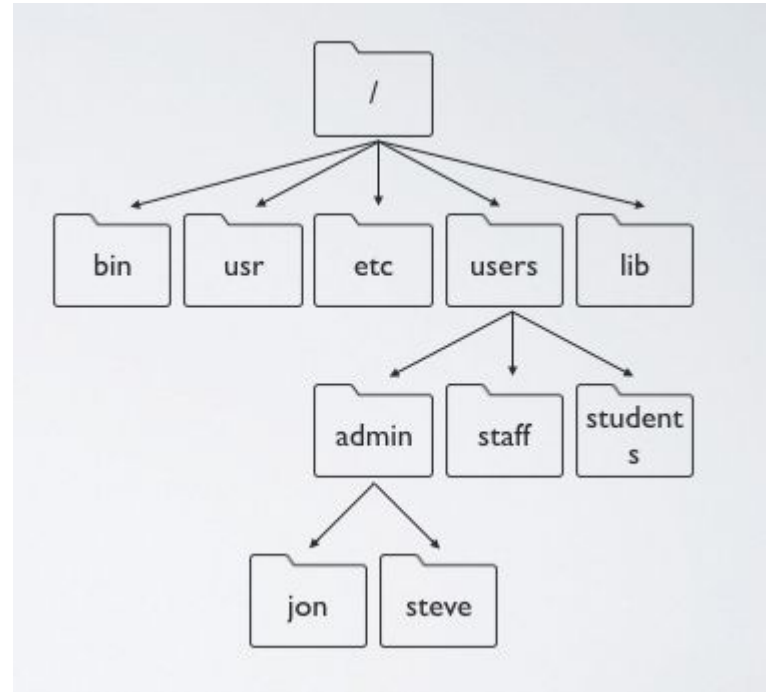 /
bin usr etc users lib
admin staff student
s
jon steve